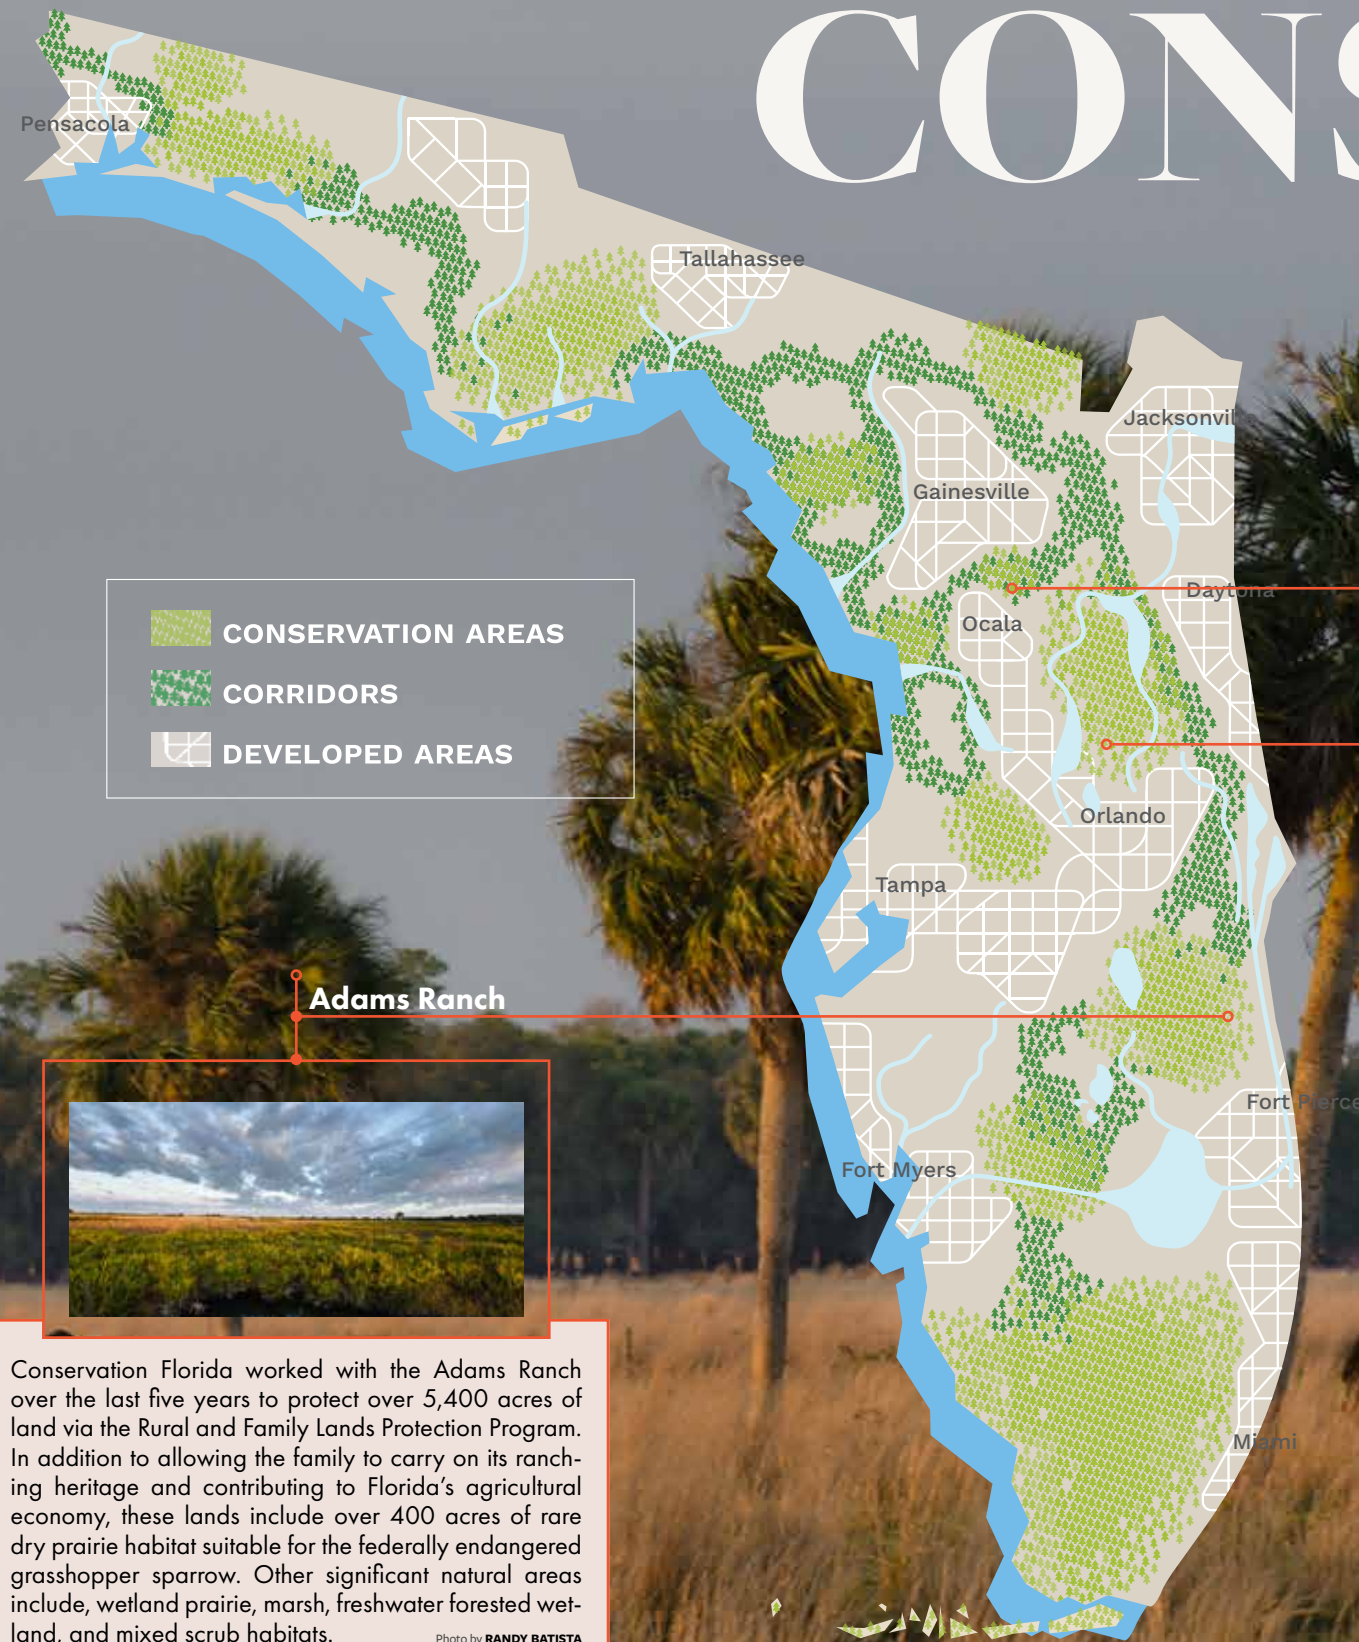 CONS
Pensacola
Tallahassee
Jacksonvil
Gainesville
Daytona
Ocala
CONSERVATION AREAS
CORRIDORS
DEVELOPED AREAS
Orlando
Tampa
Adams Ranch
Fort Pierce
Fort Myers
Miami
Conservation Florida worked with the Adams Ranch
over the last five years to protect over 5,400 acres of
land via the Rural and Family Lands Protection Program.
In addition to allowing the family to carry on its ranch-
ing heritage and contributing to Florida’s agricultural
economy, these lands include over 400 acres of rare
dry prairie habitat suitable for the federally endangered
grasshopper sparrow. Other significant natural areas
include, wetland prairie, marsh, freshwater forested wet-
land, and mixed scrub habitats.
Photo by RANDY BATISTA